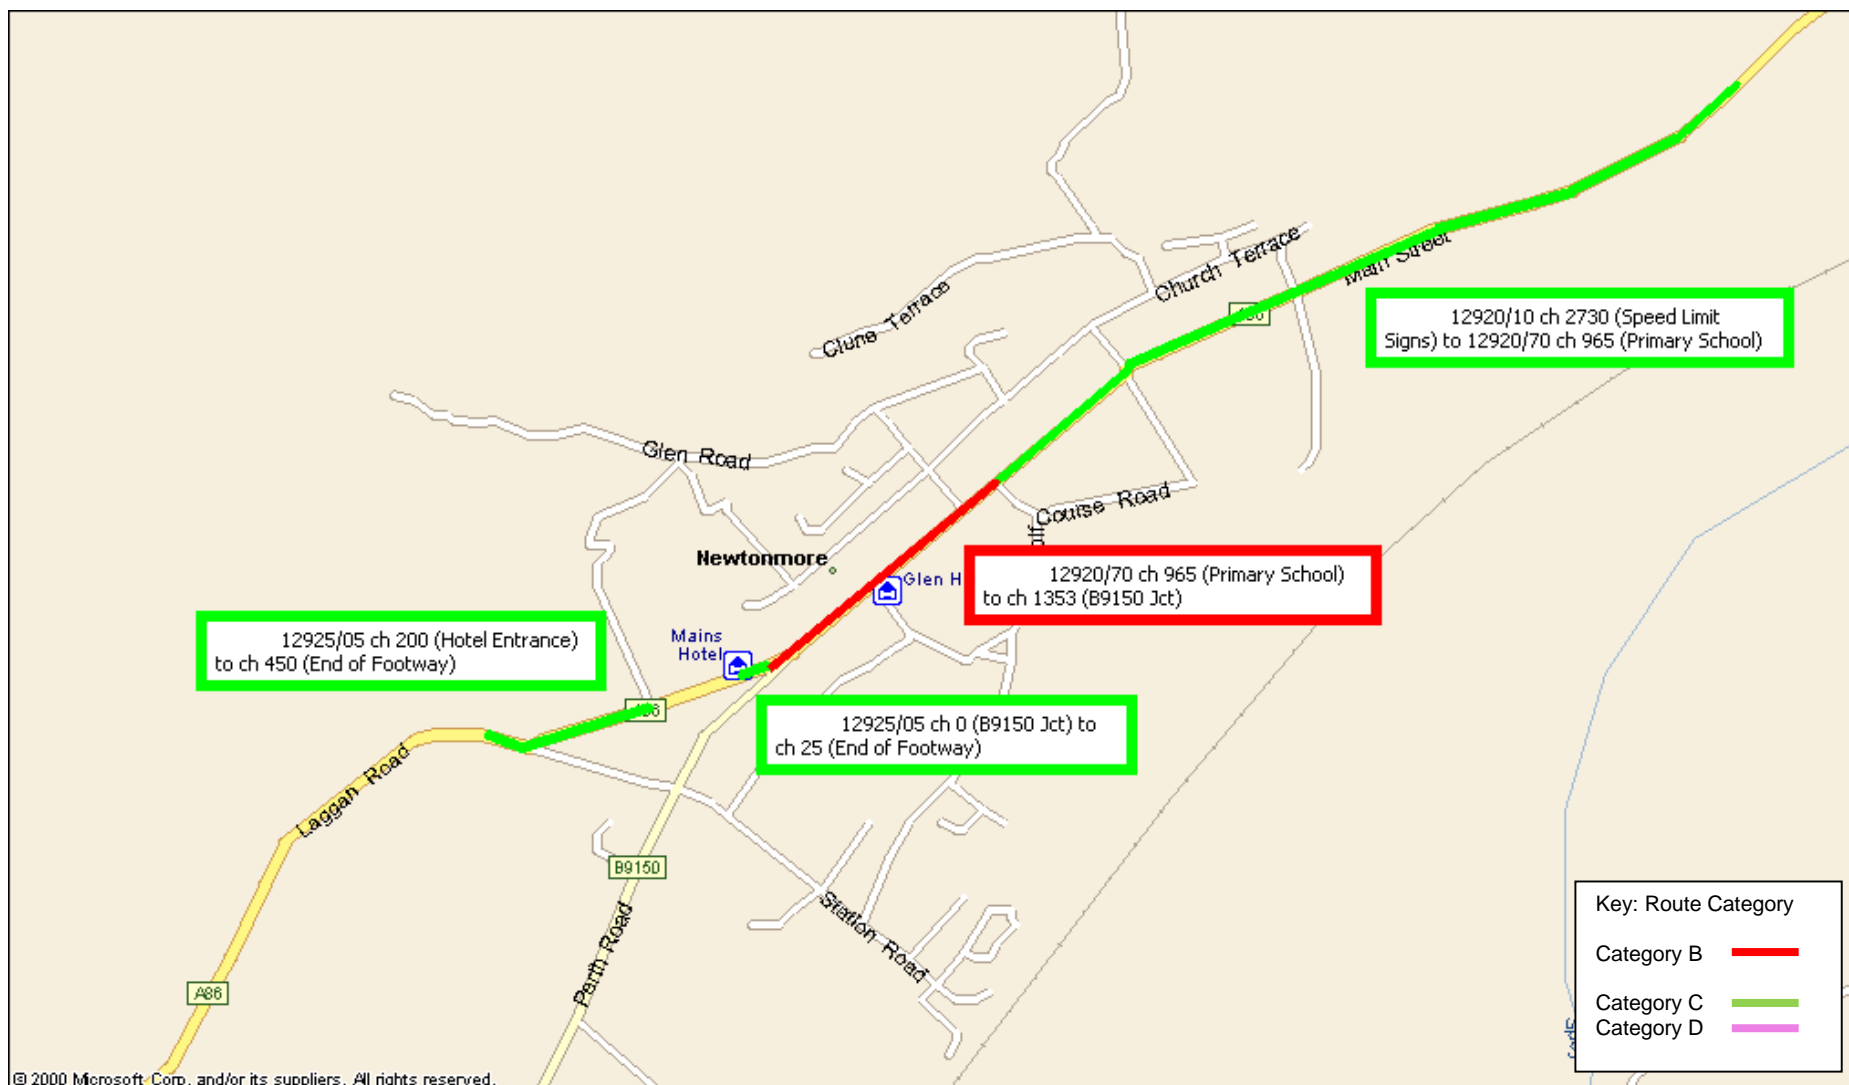 Main Street
Church Terrace
Clune Terrace
12920/10 ch 2730 (Speed Limit
Signs) to 12920/70 ch 965 (Primary School)
Glen Road
Course Road
Newtonmore
Glen H
12920/70 ch 965 (Primary School)
to ch 1353 (B9150 Jct)
12925/05 ch 200 (Hotel Entrance)
to ch 450 (End of Footway)
Mains
Hotel
12925/05 ch 0 (B9150 Jct) to
ch 25 (End of Footway)
Laggan Road
B9150
Station Road
Perth Road
A86
Key: Route Category
Category B
Category C
Category D
© 2000 Microsoft Corp. and/or its suppliers. All rights reserved.